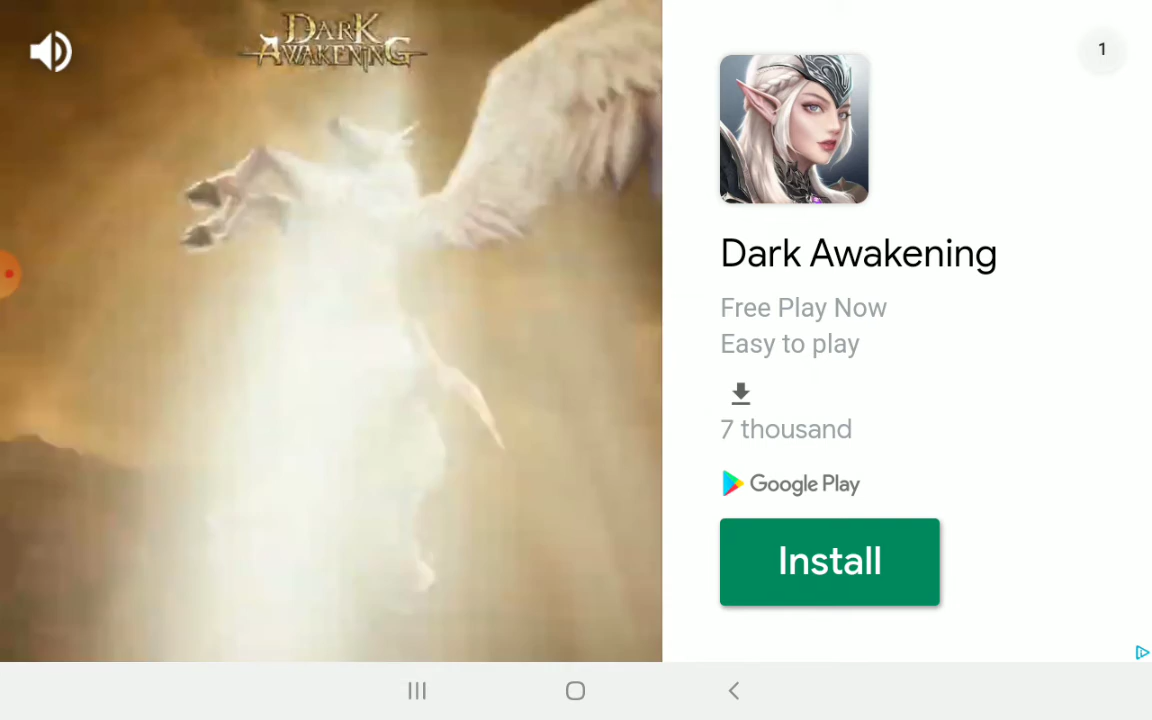 DARK
AWAKENING
1
Dark Awakening
Free Play Now
Easy to play
7 thousand
Google Play
Install